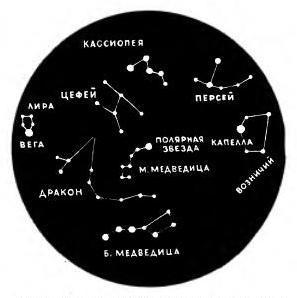 КАССИОПЕЯ
ЦЕФЕЙ
ПЕРСЕЙ
ЛИРА
ВЕГА
ПОЛЯРНАЯ
ЗВЕЗДА
КАПЕЛЛА
М. МЕДВЕДИЦА
ВОЗНИЧИЙ
ДРАКОН
Б. МЕДВЕДИЦА